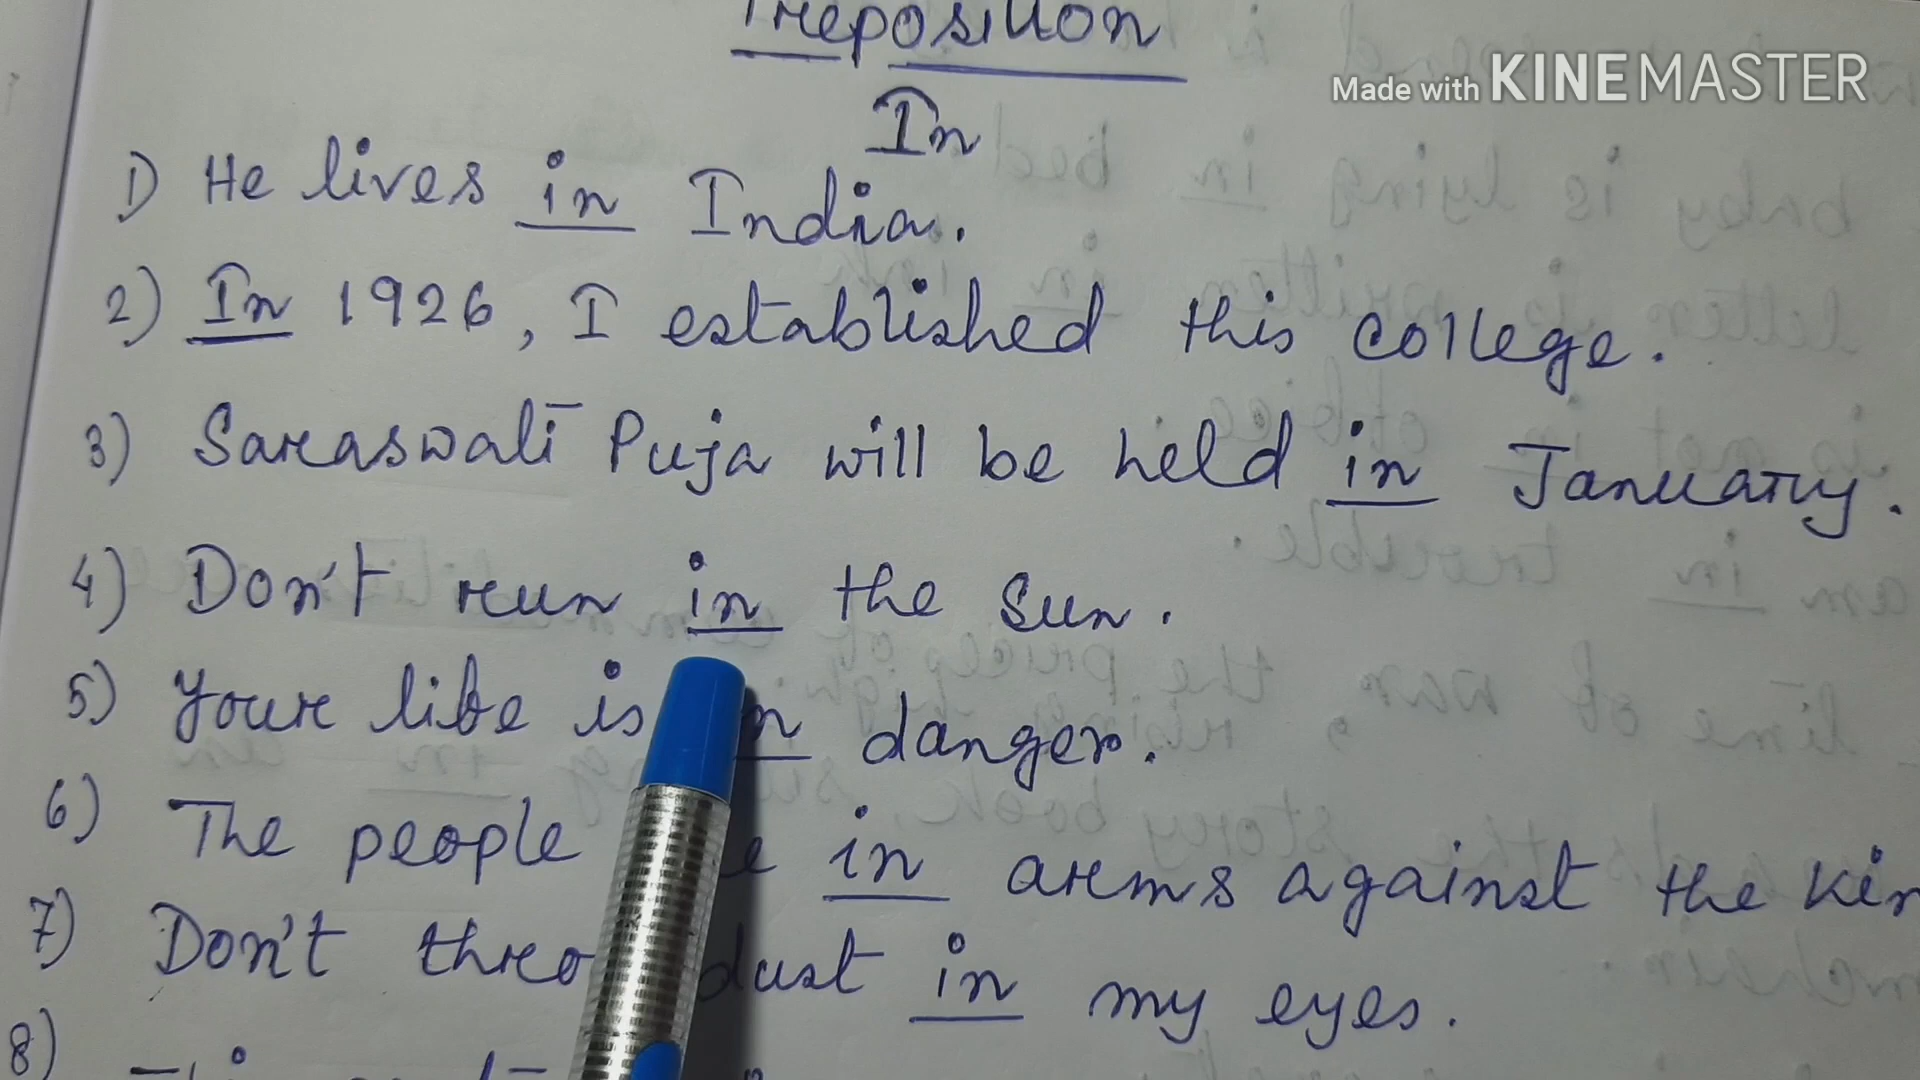 Preposition
Made with KINEMASTER
In
1) He lives in India.
2) In 1926, I established this college.
3) Saraswati Puja will be held in January.
4) Don't run in the sun.
5) Your life is in danger.
6) The people in arms against the
7) Don't throw dust in my eyes.
8)